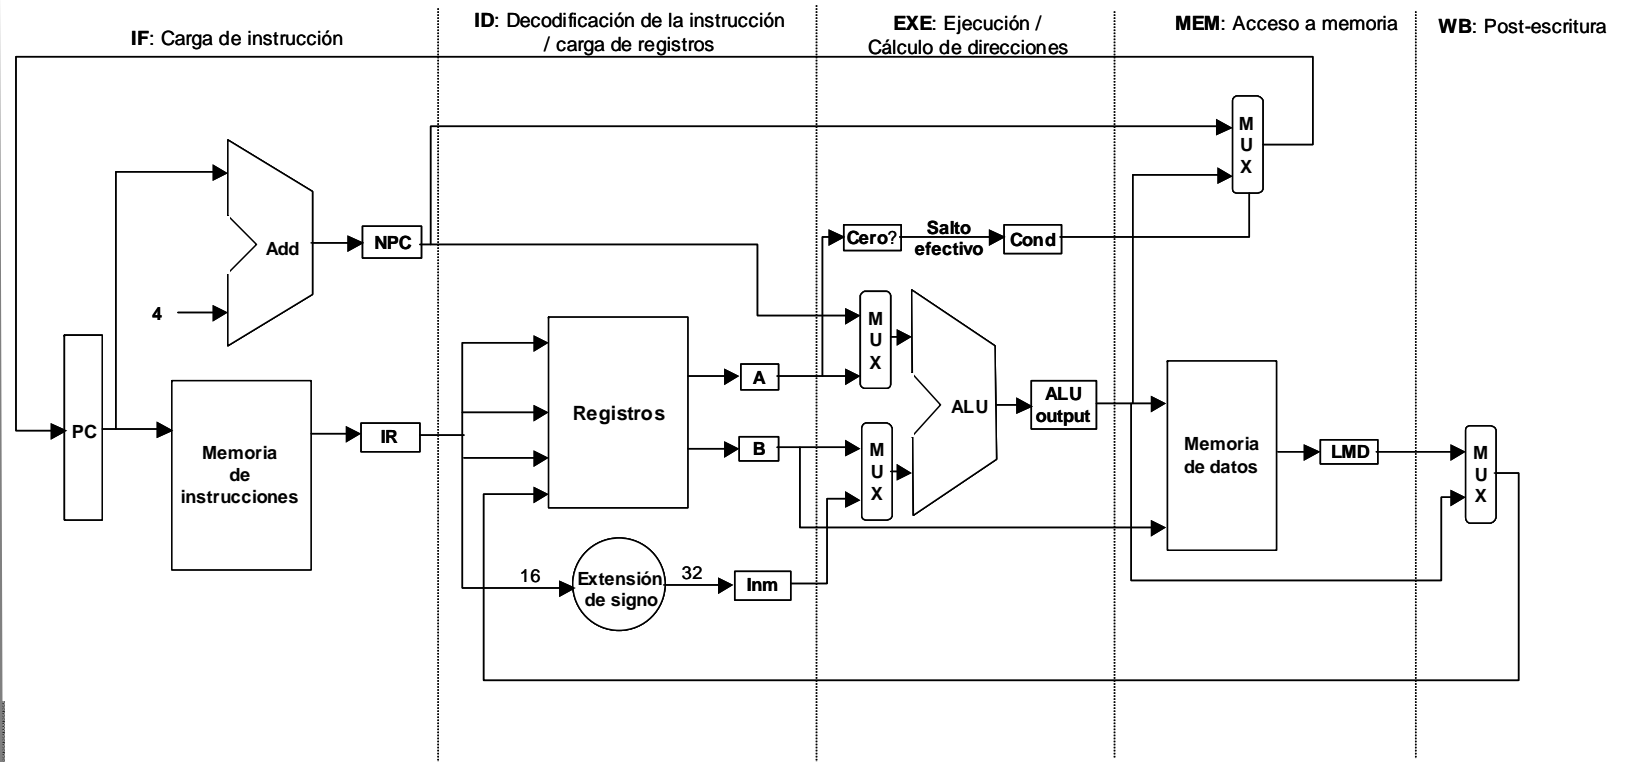 IF: Carga de instrucción
ID: Decodificación de la instrucción
/ carga de registros
EXE: Ejecución /
Cálculo de direcciones
MEM: Acceso a memoria
WB: Post-escritura
M
U
X
Add
NPC
4
Cero?
Salto
efectivo
Cond
PC
Memoria
de
instrucciones
IR
Registros
A
B
M
U
X
M
U
X
ALU
ALU
output
Memoria
de datos
LMD
M
U
X
16
Extensión
de signo
32
Inm